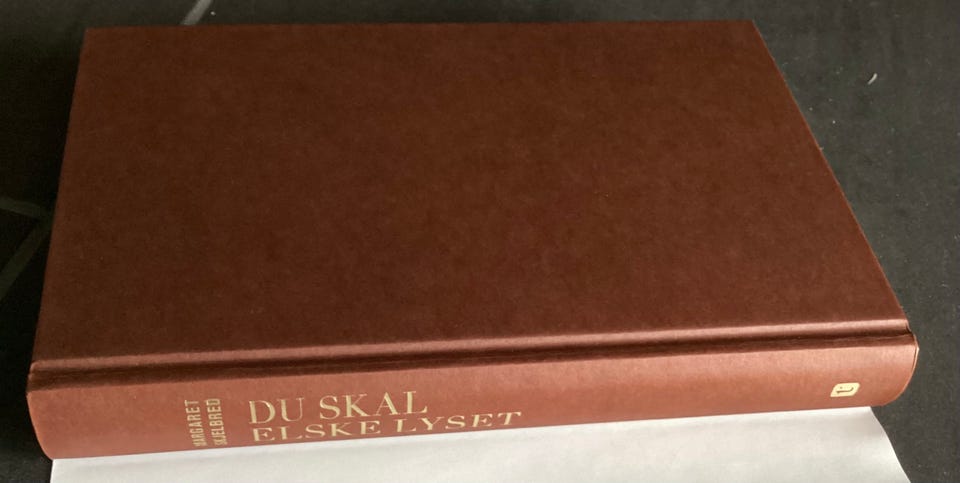 MARGARET
SKJELBRED
DU SKAL
ELSKE LYSET